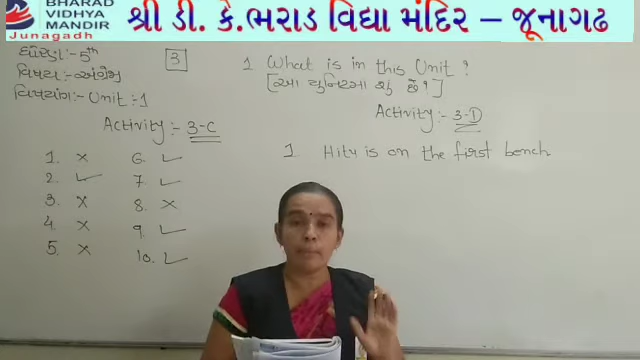 BHARAD
VIDHYA
MANDIR
Junagadh
શ્રી ડી. કે.ભરાડ વિદ્યા મંદિર – જૂનાગઢ
ધોરણ :- 5th
વિષય :- અંગ્રેજી
વિષયાંગ :- Unit :- 1
3
Activity :- 3-C
1. ×
2. ✓
3. ×
4. ×
5. ×
6. ✓
7. ✓
8. ×
9. ✓
10. ✓
1 What is in this Unit ?
[આ યુનિટમાં શું છે ?]
Activity :- 3-D
1 Hitu is on the first bench